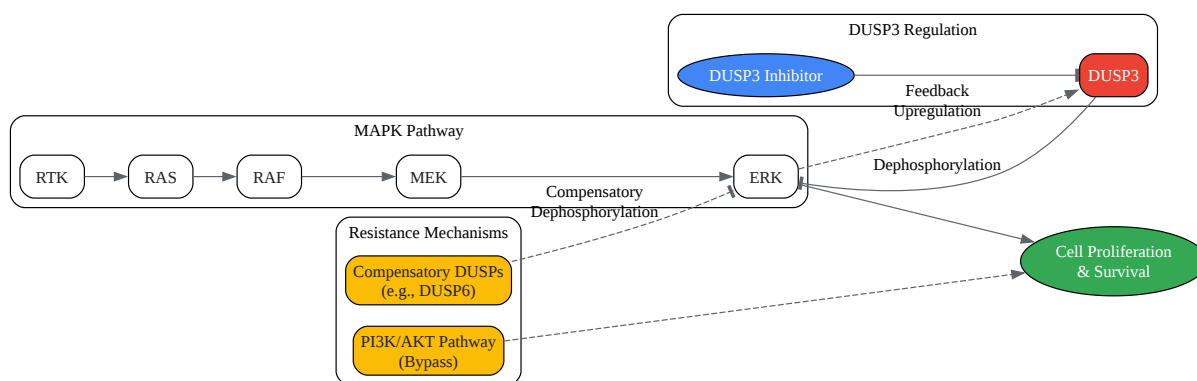 DUSP3 Regulation
DUSP3 Inhibitor
DUSP3
Feedback
Upregulation
MAPK Pathway
RTK
RAS
RAF
MEK
ERK
Dephosphorylation
Compensatory
Dephosphorylation
Resistance Mechanisms
Compensatory DUSPs
(e.g., DUSP6)
PI3K/AKT Pathway
(Bypass)
Cell Proliferation
& Survival